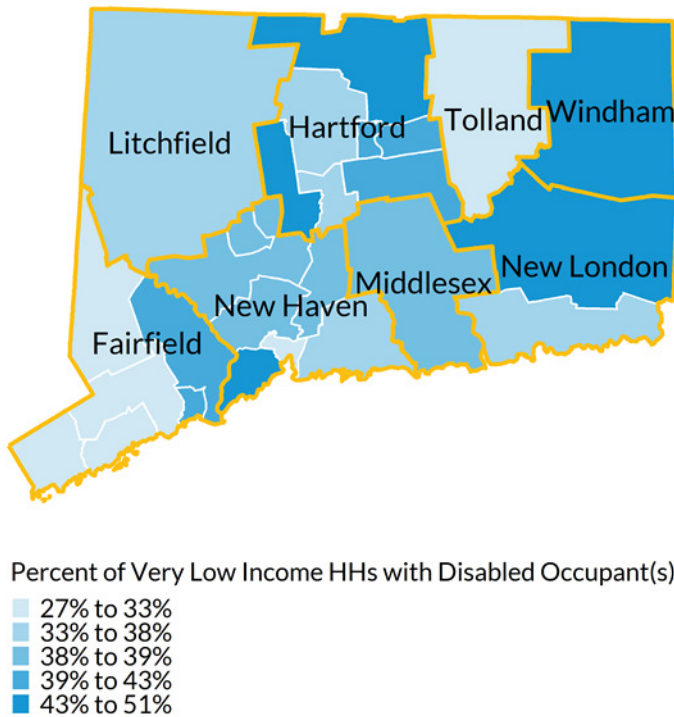 Litchfield
Hartford
Tolland
Windham
New London
Middlesex
New Haven
Fairfield
Percent of Very Low Income HHs with Disabled Occupant(s)
27% to 33%
33% to 38%
38% to 39%
39% to 43%
43% to 51%